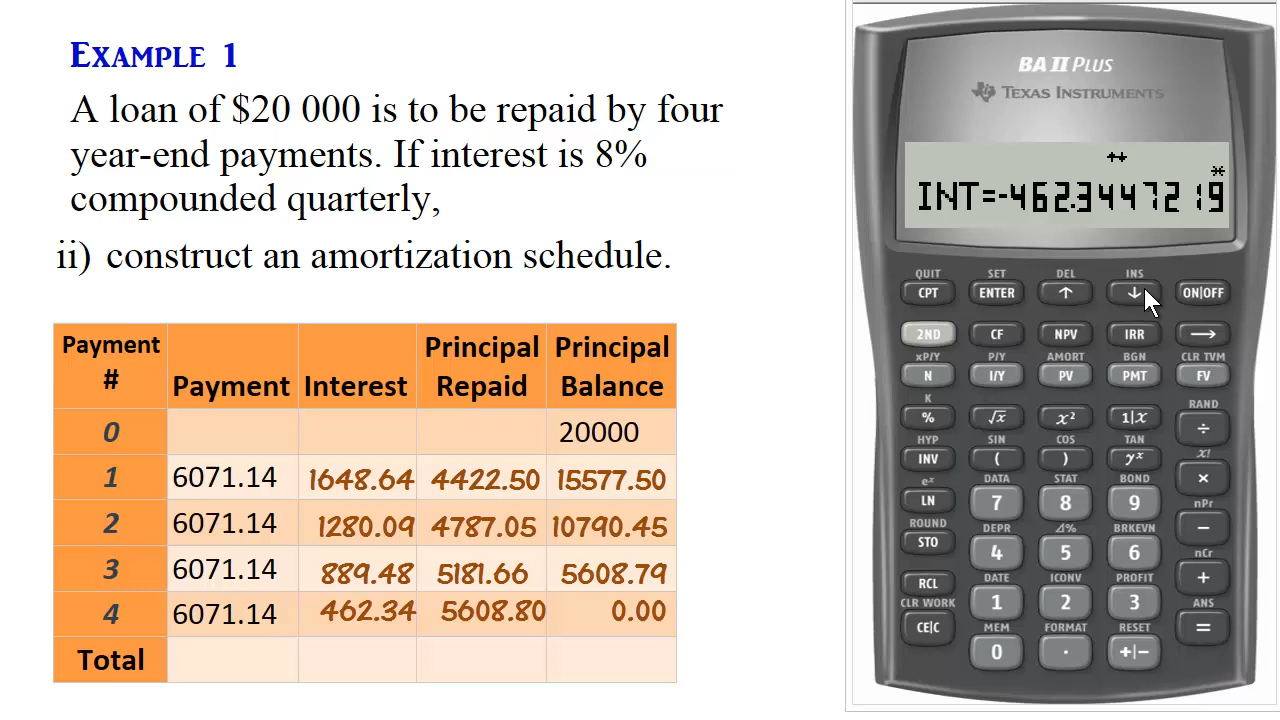 EXAMPLE 1
A loan of $20 000 is to be repaid by four
year-end payments. If interest is 8%
compounded quarterly,
ii) construct an amortization schedule.
Payment # Payment Interest Principal Repaid Principal Balance
0 20000
1 6071.14 1648.64 4422.50 15577.50
2 6071.14 1280.09 4787.05 10790.45
3 6071.14 889.48 5181.66 5608.79
4 6071.14 462.34 5608.80 0.00
Total
BA II PLUS
TEXAS INSTRUMENTS
↑↓
*
INT=-462.3447219
QUIT SET DEL INS
CPT ENTER ↑ ↓ ON|OFF
2ND CF NPV IRR →
xP/Y P/Y AMORT BGN CLR TVM
N I/Y PV PMT FV
K RAND
% √x x² 1|x ÷
HYP SIN COS TAN
INV ( ) yˣ
eˣ DATA STAT BOND x!
LN 7 8 9 ×
ROUND DEPR Δ% BRKEVN nPr
STO 4 5 6 −
DATE ICONV PROFIT nCr
RCL 1 2 3 +
CLR WORK MEM FORMAT RESET ANS
CE|C 0 . +|− =